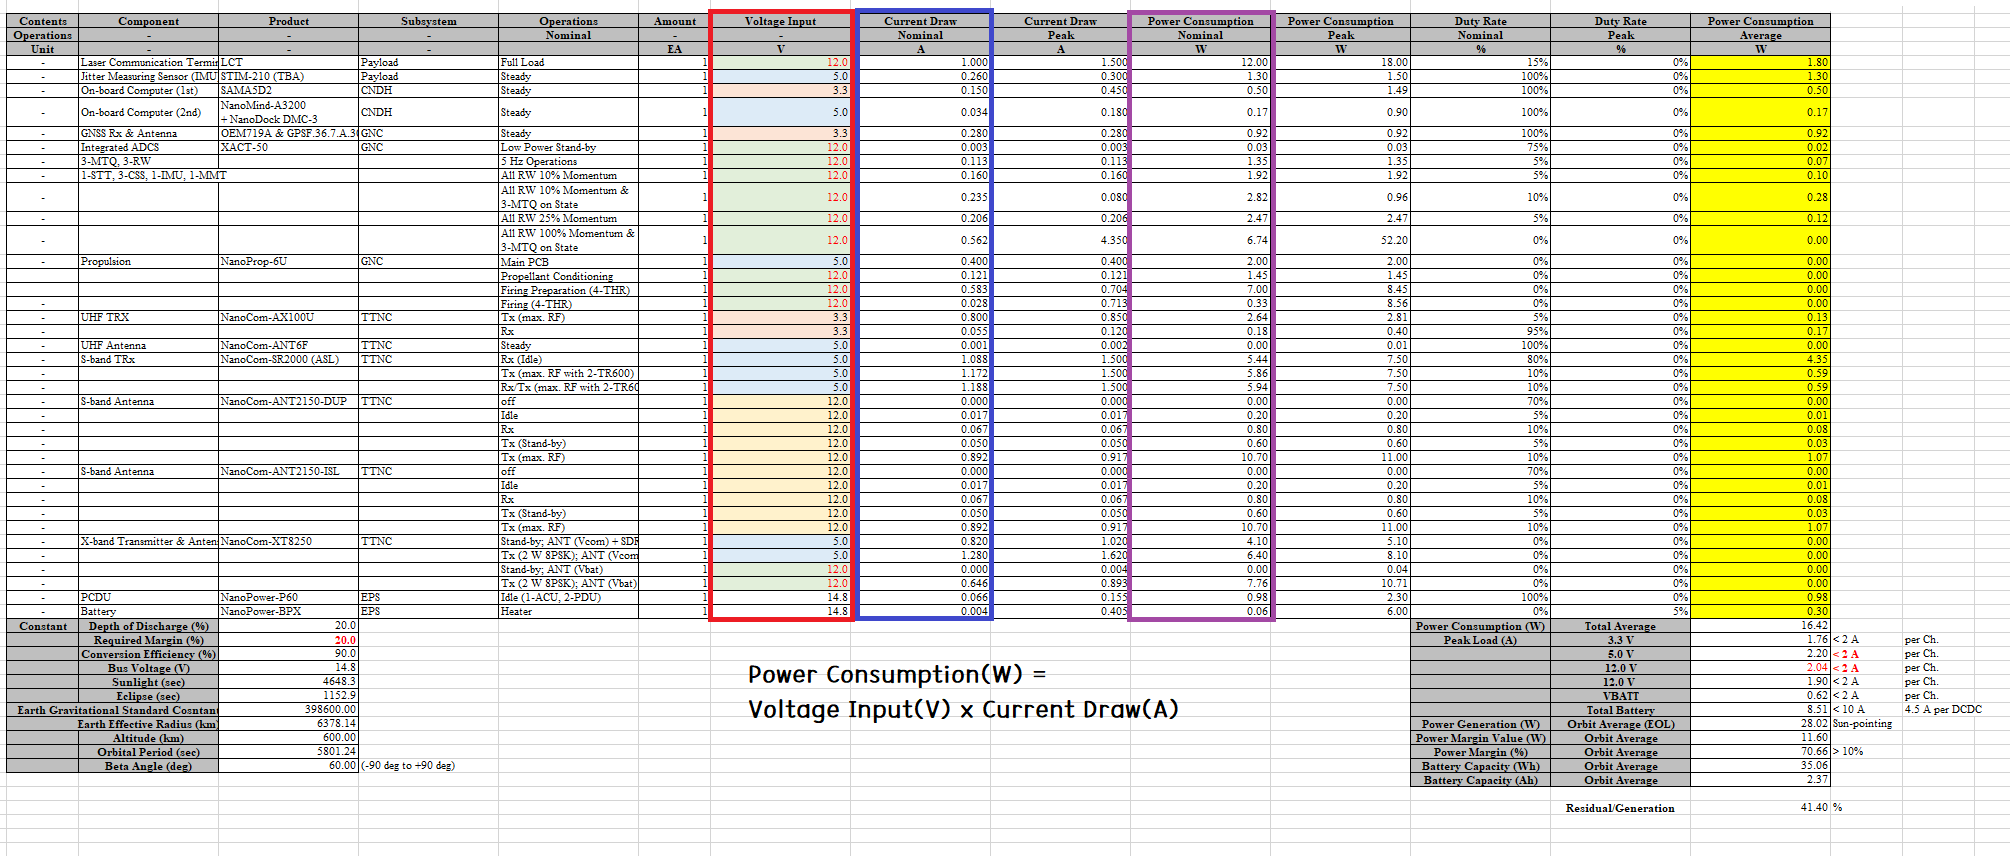 Contents Component Product Subsystem Operations Amount Voltage Input Current Draw Current Draw Power Consumption Power Consumption Duty Rate Duty Rate Power Consumption
Operations - - - Nominal - - Nominal Peak Nominal Peak Nominal Peak Average
Unit - - - EA V A A W W % % W
- Laser Communication Termin LCT Payload Full Load 1 12.0 1.000 1.500 12.00 18.00 15% 0% 1.80
- Jitter Measuring Sensor (IMU STIM-210 (TBA) Payload Steady 1 5.0 0.260 0.300 1.30 1.50 100% 0% 1.30
- On-board Computer (1st) SAMA5D2 CNDH Steady 1 3.3 0.150 0.450 0.50 1.49 100% 0% 0.50
- On-board Computer (2nd) NanoMind-A3200 + NanoDock DMC-3 CNDH Steady 1 5.0 0.034 0.180 0.17 0.90 100% 0% 0.17
- GNSS Rx & Antenna OEM719A & GPSF.36.7.A.3 GNC Steady 1 3.3 0.280 0.280 0.92 0.92 100% 0% 0.92
- Integrated ADCS XACT-50 GNC Low Power Stand-by 1 12.0 0.003 0.003 0.03 0.03 75% 0% 0.02
- 3-MTQ, 3-RW 5 Hz Operations 1 12.0 0.113 0.113 1.35 1.35 5% 0% 0.07
- 1-STT, 3-CSS, 1-IMU, 1-MMT All RW 10% Momentum 1 12.0 0.160 0.160 1.92 1.92 5% 0% 0.10
- All RW 10% Momentum & 3-MTQ on State 1 12.0 0.235 0.080 2.82 0.96 10% 0% 0.28
- All RW 25% Momentum 1 12.0 0.206 0.206 2.47 2.47 5% 0% 0.12
- All RW 100% Momentum & 3-MTQ on State 1 12.0 0.562 4.350 6.74 52.20 0% 0% 0.00
- Propulsion NanoProp-6U GNC Main PCB 1 5.0 0.400 0.400 2.00 2.00 0% 0% 0.00
Propellant Conditioning 1 12.0 0.121 0.121 1.45 1.45 0% 0% 0.00
Firing Preparation (4-THR) 1 12.0 0.583 0.704 7.00 8.45 0% 0% 0.00
- Firing (4-THR) 1 12.0 0.028 0.713 0.33 8.56 0% 0% 0.00
- UHF TRX NanoCom-AX100U TTNC Tx (max. RF) 1 3.3 0.800 0.850 2.64 2.81 5% 0% 0.13
- Rx 1 3.3 0.055 0.120 0.18 0.40 95% 0% 0.17
- UHF Antenna NanoCom-ANT6F TTNC Steady 1 5.0 0.001 0.002 0.00 0.01 100% 0% 0.00
- S-band TRx NanoCom-SR2000 (ASL) TTNC Rx (Idle) 1 5.0 1.088 1.500 5.44 7.50 80% 0% 4.35
- Tx (max. RF with 2-TR600) 1 5.0 1.172 1.500 5.86 7.50 10% 0% 0.59
- Rx/Tx (max. RF with 2-TR60 1 5.0 1.188 1.500 5.94 7.50 10% 0% 0.59
- S-band Antenna NanoCom-ANT2150-DUP TTNC off 1 12.0 0.000 0.000 0.00 0.00 70% 0% 0.00
- Idle 1 12.0 0.017 0.017 0.20 0.20 5% 0% 0.01
- Rx 1 12.0 0.067 0.067 0.80 0.80 10% 0% 0.08
- Tx (Stand-by) 1 12.0 0.050 0.050 0.60 0.60 5% 0% 0.03
- Tx (max. RF) 1 12.0 0.892 0.917 10.70 11.00 10% 0% 1.07
- S-band Antenna NanoCom-ANT2150-ISL TTNC off 1 12.0 0.000 0.000 0.00 0.00 70% 0% 0.00
- Idle 1 12.0 0.017 0.017 0.20 0.20 5% 0% 0.01
- Rx 1 12.0 0.067 0.067 0.80 0.80 10% 0% 0.08
- Tx (Stand-by) 1 12.0 0.050 0.050 0.60 0.60 5% 0% 0.03
- Tx (max. RF) 1 12.0 0.892 0.917 10.70 11.00 10% 0% 1.07
- X-band Transmitter & Anten NanoCom-XT8250 TTNC Stand-by; ANT (Vcom) + SDR 1 5.0 0.820 1.020 4.10 5.10 0% 0% 0.00
- Tx (2 W 8PSK); ANT (Vcom 1 5.0 1.280 1.620 6.40 8.10 0% 0% 0.00
- Stand-by; ANT (Vbat) 1 12.0 0.000 0.004 0.00 0.04 0% 0% 0.00
- Tx (2 W 8PSK); ANT (Vbat) 1 12.0 0.646 0.893 7.76 10.71 0% 0% 0.00
- PCDU NanoPower-P60 EPS Idle (1-ACU, 2-PDU) 1 14.8 0.066 0.155 0.98 2.30 100% 0% 0.98
- Battery NanoPower-BPX EPS Heater 1 14.8 0.004 0.405 0.06 6.00 0% 5% 0.30
Constant Depth of Discharge (%) 20.0 Power Consumption (W) Total Average 16.42
Required Margin (%) 20.0 Peak Load (A) 3.3 V 1.76 < 2 A per Ch.
Conversion Efficiency (%) 90.0 5.0 V 2.20 < 2 A per Ch.
Bus Voltage (V) 14.8 12.0 V 2.04 < 2 A per Ch.
Sunlight (sec) 4648.3 12.0 V 1.90 < 2 A per Ch.
Eclipse (sec) 1152.9 VBATT 0.62 < 2 A per Ch.
Earth Gravitational Standard Cosntan 398600.00 Total Battery 8.51 < 10 A 4.5 A per DCDC
Earth Effective Radius (km) 6378.14 Power Generation (W) Orbit Average (EOL) 28.02 Sun-pointing
Altitude (km) 600.00 Power Margin Value (W) Orbit Average 11.60
Orbital Period (sec) 5801.24 Power Margin (%) Orbit Average 70.66 > 10%
Beta Angle (deg) 60.00 (-90 deg to +90 deg) Battery Capacity (Wh) Orbit Average 35.06
Battery Capacity (Ah) Orbit Average 2.37
Residual/Generation 41.40 %
Power Consumption(W) =
Voltage Input(V) x Current Draw(A)